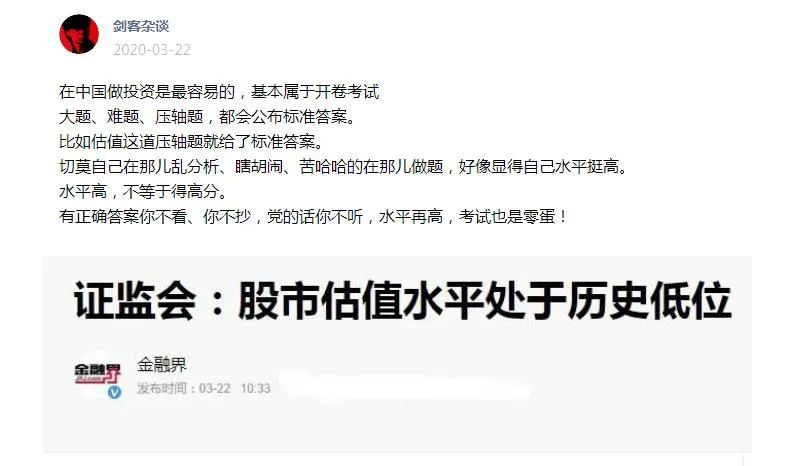 剑客杂谈
2020-03-22
在中国做投资是最容易的，基本属于开卷考试
大题、难题、压轴题，都会公布标准答案。
比如估值这道压轴题就给了标准答案。
切莫自己在那儿乱分析、瞎胡闹、苦哈哈的在那儿做题，好像显得自己水平挺高。
水平高，不等于得高分。
有正确答案你不看、你不抄，党的话你不听，水平再高，考试也是零蛋！
证监会：股市估值水平处于历史低位
金融界
金融界
发布时间：03-22 10:33